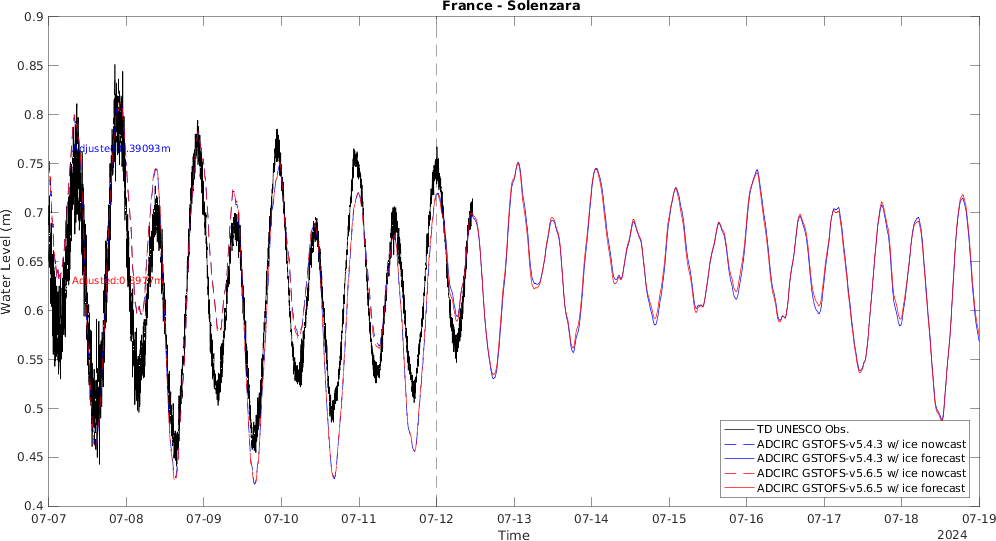 France - Solenzara
Water Level (m)
0.9
0.85
0.8
0.75
0.7
0.65
0.6
0.55
0.5
0.45
0.4
Adjusted:0.39093m
07-07
07-08
07-09
07-10
07-11
07-12
07-13
07-14
07-15
07-16
07-17
07-18
07-19
Time
2024
TD UNESCO Obs.
ADCIRC GSTOFS-v5.4.3 w/ ice nowcast
ADCIRC GSTOFS-v5.4.3 w/ ice forecast
ADCIRC GSTOFS-v5.6.5 w/ ice nowcast
ADCIRC GSTOFS-v5.6.5 w/ ice forecast